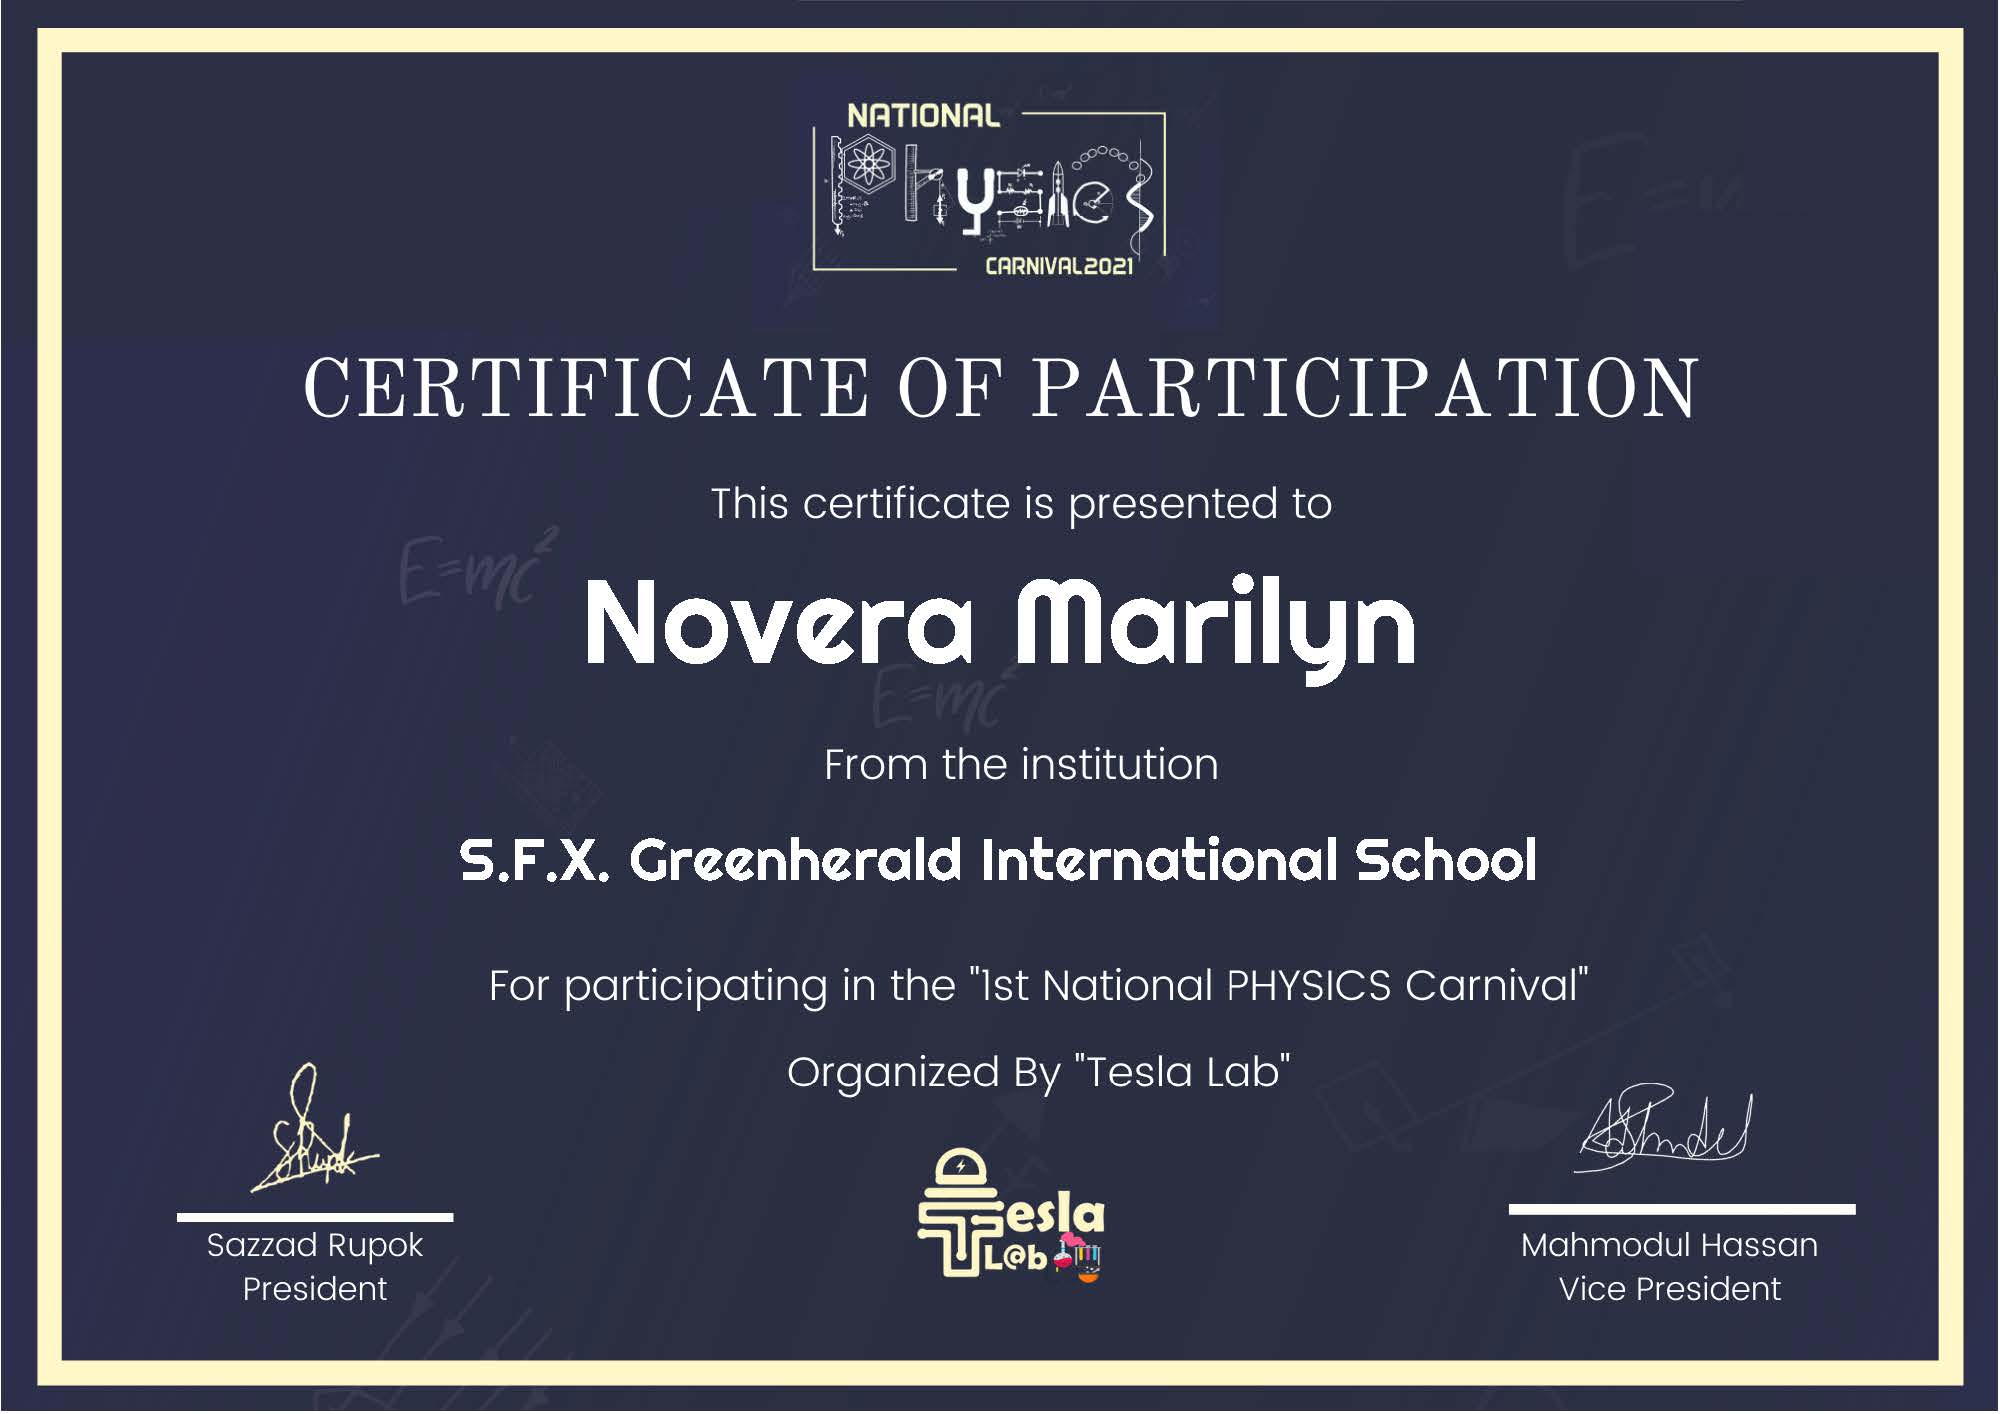 NATIONAL
Physics
CARNIVAL2021
CERTIFICATE OF PARTICIPATION
This certificate is presented to
E=mc²
Novera Marilyn
E=mc²
From the institution
S.F.X. Greenherald International School
For participating in the "1st National PHYSICS Carnival"
Organized By "Tesla Lab"
Tesla
L@b
Sazzad Rupok
President
Mahmodul Hassan
Vice President